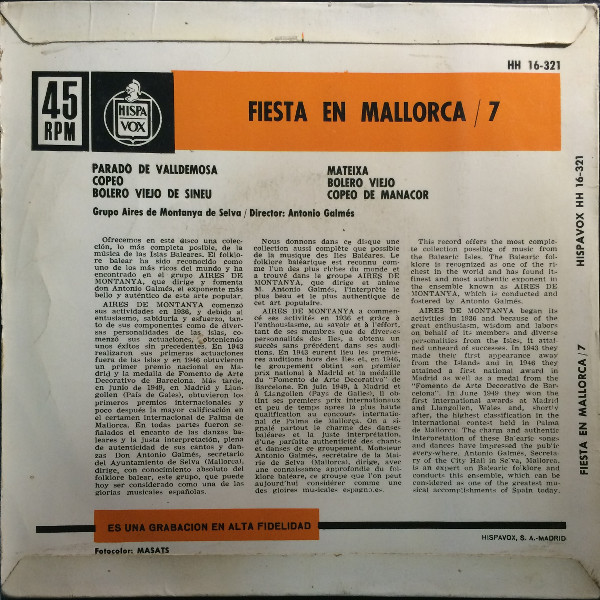 HH 16-321
45
RPM
HISPA
VOX
FIESTA EN MALLORCA / 7
PARADO DE VALLDEMOSA
COPEO
BOLERO VIEJO DE SINEU
MATEIXA
BOLERO VIEJO
COPEO DE MANACOR
Grupo Aires de Montanya de Selva / Director: Antonio Galmés
Ofrecemos en este disco una colec-
ción, lo más completa posible, de la
música de las Islas Baleares. El folklo-
re balear ha sido reconocido como
uno de los más ricos del mundo y ha
encontrado en el grupo AIRES DE
MONTANYA, que dirige y fomenta
don Antonio Galmés, el exponente más
bello y auténtico de este arte popular.
AIRES DE MONTANYA comenzó
sus actividades en 1936, y debido al
entusiasmo, sabiduría y esfuerzo, tan-
to de sus componentes como de diver-
sas personalidades de las Islas, co-
menzó sus actuaciones, obteniendo
unos éxitos sin precedentes. En 1943
realizaron sus primeras actuaciones
fuera de las Islas y en 1946 obtuvieron
un primer premio nacional en Ma-
drid y la medalla de Fomento de Arte
Decorativo de Barcelona. Más tarde,
en junio de 1949, en Madrid y Llan-
gollen (País de Gales), obtuvieron los
primeros premios internacionales y
poco después la mayor calificación en
el certamen internacional de Palma de
Mallorca. En todas partes fueron se-
ñalados el encanto de las danzas ba-
leares y la justa interpretación, plena
de autenticidad de sus cantos y dan-
zas Don Antonio Galmés, secretario
del Ayuntamiento de Selva (Mallorca),
dirige, con conocimiento absoluto del
folklore balear, este grupo, que puede
hoy ser considerado como una de las
glorias musicales españolas.
Nous donnons dans ce disque une
collection aussi complète que possible
de la musique des Iles Baléares. Le
folklore baléarique est reconnu com-
me l'un des plus riches du monde et
a trouvé dans le groupe AIRES DE
MONTANYA, que dirige et anime
M. Antonio Galmés, l'interprète le
plus beau et le plus authentique de
cet art populaire.
AIRES DE MONTANYA a commen-
cé ses activités en 1936 et grâce à
l'enthousiasme, au savoir et à l'effort,
tant de ses membres que de diverses
personnalités des Iles, a obtenu un
succès sans précédent dans ses audi-
tions. En 1943 eurent lieu les premiè-
res auditions hors des Iles et, en 1946,
le groupement obtint son premier
prix national à Madrid et la médaille
du "Fomento de Arte Decorativo" de
Barcelone. En juin 1949, à Madrid et
à Llangollen (Pays de Galles), il ob-
tint ses premiers prix internationaux
et peu de temps après la plus haute
qualification au concours internatio-
nal de Palma de Mallorca. On a si-
gnalé partout le charme des danses
baléares et la juste interprétation,
d'une parfaite authenticité des chants
et danses de ce groupement. Monsieur
Antonio Galmés, secrétaire de la Mai-
rie de Selva (Mallorca), dirige, avec
une connaissance approfondie du fol-
klore baléare, ce groupe que l'on peut
aujourd'hui considérer comme une
des gloires musicales espagnoles.
This record offers the most comple-
te collection possible of music from
the Balearic Isles. The Balearic fol-
klore is recognized as one of the ri-
chest in the world and has found it-
finest and most authentic exponent in
the ensemble known as AIRES DE
MONTANYA, which is conducted and
fostered by Antonio Galmes.
AIRES DE MONTANYA began its
activities in 1936 and because of the
great enthusiasm, wisdom and labors
on behalf of its members and diverse
personalities from the Isles, it attai-
ned unheard of success. In 1943 they
made their first appearance away
from the Islands and in 1946 they
attained a first national award in
Madrid as well as a medal from the
"Fomento de Arte Decorativo de Bar-
celona". In June 1949 they won the
first international awards at Madrid
and Llangollen, Wales and, shortly
after, the highest classification in the
international contest held in Palma
de Mallorca. The charm and authentic
interpretation of these Balearic songs
and dances have impressed the public
every-where. Antonio Galmés, Secreta-
ry of the City Hall in Selva, Mallorca,
is an expert on Balearic folklore and
conducts this ensemble, which can be
considered as one of the greatest mu-
sical accomplishments of Spain today.
HISPAVOX HH 16-321
FIESTA EN MALLORCA / 7
ES UNA GRABACION EN ALTA FIDELIDAD
HISPAVOX, S. A.-MADRID
Fotocolor: MASATS